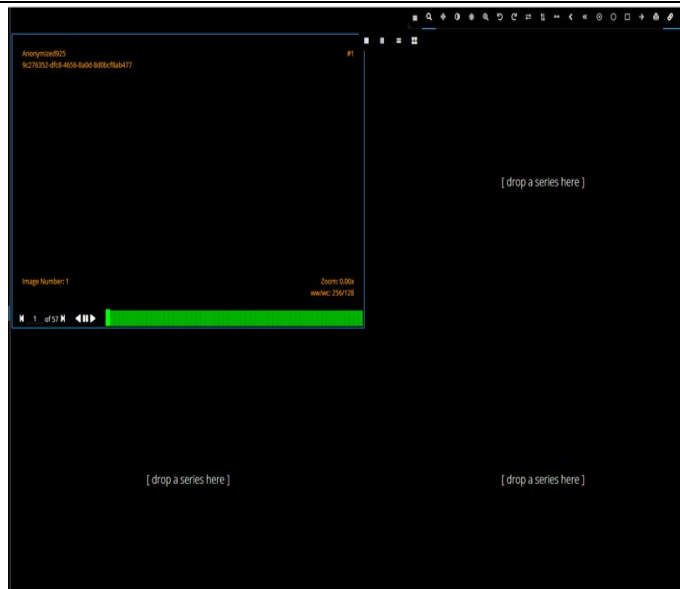 Anonymized925
#1
9c276352-dfc8-4656-8a0d-8d0bcf8ab477
[ drop a series here ]
Image Number: 1
Zoom: 0.00x
ww/wc: 256/128
1 of 57
[ drop a series here ]
[ drop a series here ]